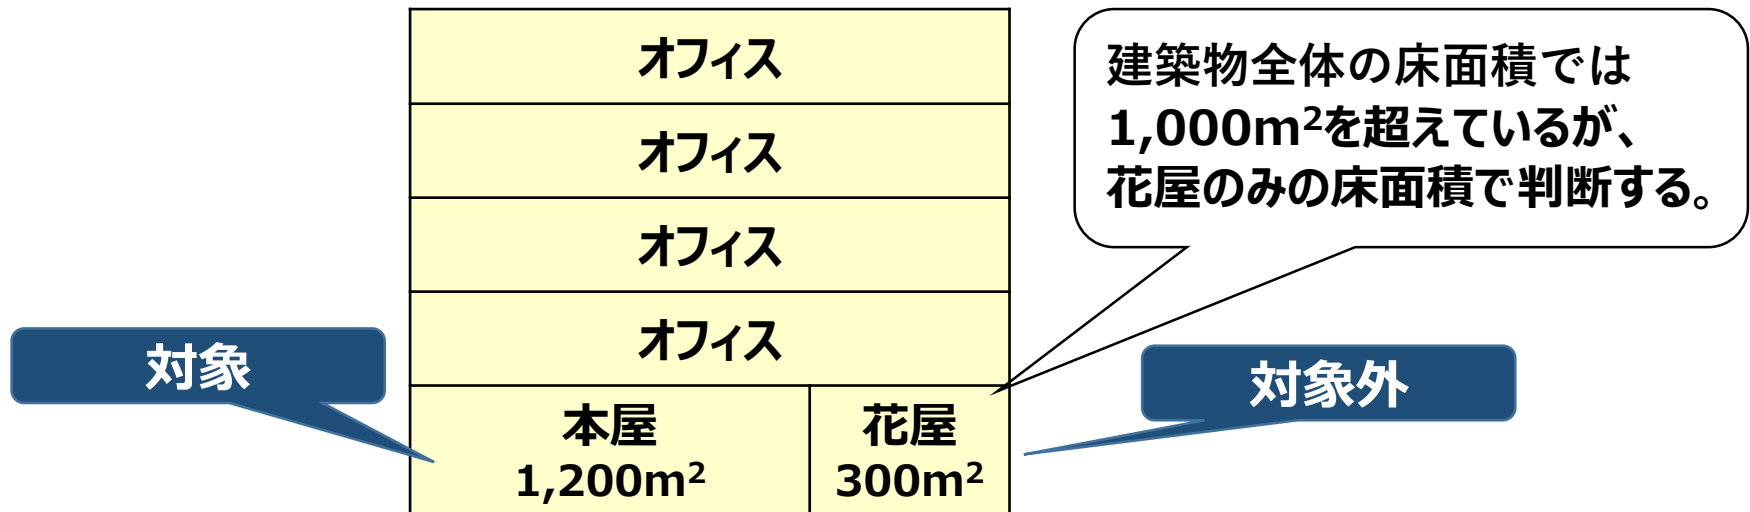 オフィス
オフィス
オフィス
オフィス
本屋
1,200m²
花屋
300m²
対象
対象外
建築物全体の床面積では
1,000m²を超えているが、
花屋のみの床面積で判断する。